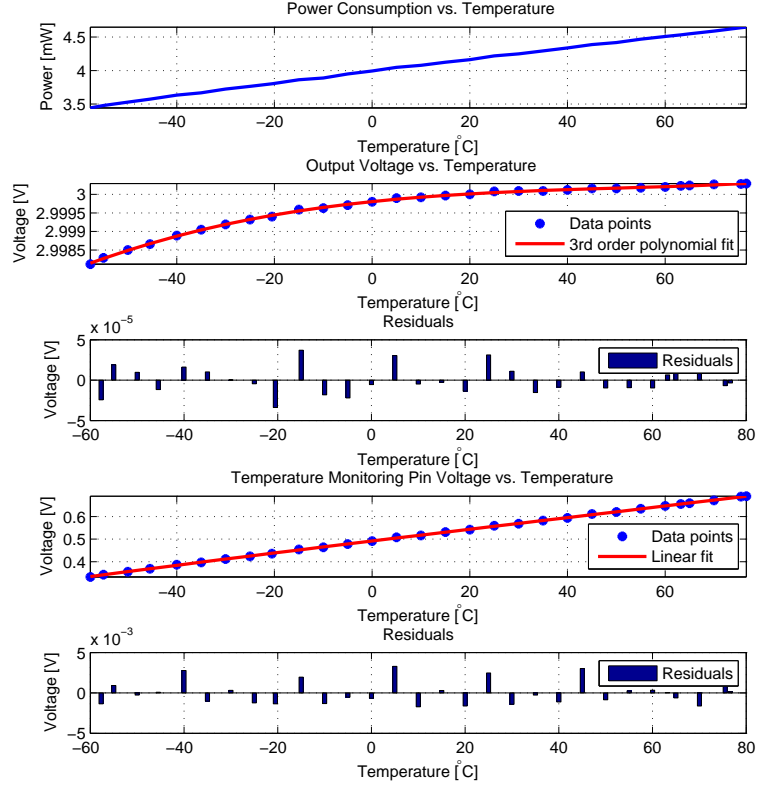 Power Consumption vs. Temperature
Power [mW]
4.5
4
3.5
−40 −20 0 20 40 60
Temperature [°C]
Output Voltage vs. Temperature
Voltage [V]
3
2.9995
2.999
2.9985
Data points
3rd order polynomial fit
−60 −40 −20 0 20 40 60
Temperature [°C]
x 10−5
Residuals
Voltage [V]
5
0
−5
Residuals
−60 −40 −20 0 20 40 60 80
Temperature [°C]
Temperature Monitoring Pin Voltage vs. Temperature
Voltage [V]
0.6
0.5
0.4
Data points
Linear fit
−60 −40 −20 0 20 40 60 80
Temperature [°C]
x 10−3
Residuals
Voltage [V]
5
0
−5
Residuals
−60 −40 −20 0 20 40 60 80
Temperature [°C]